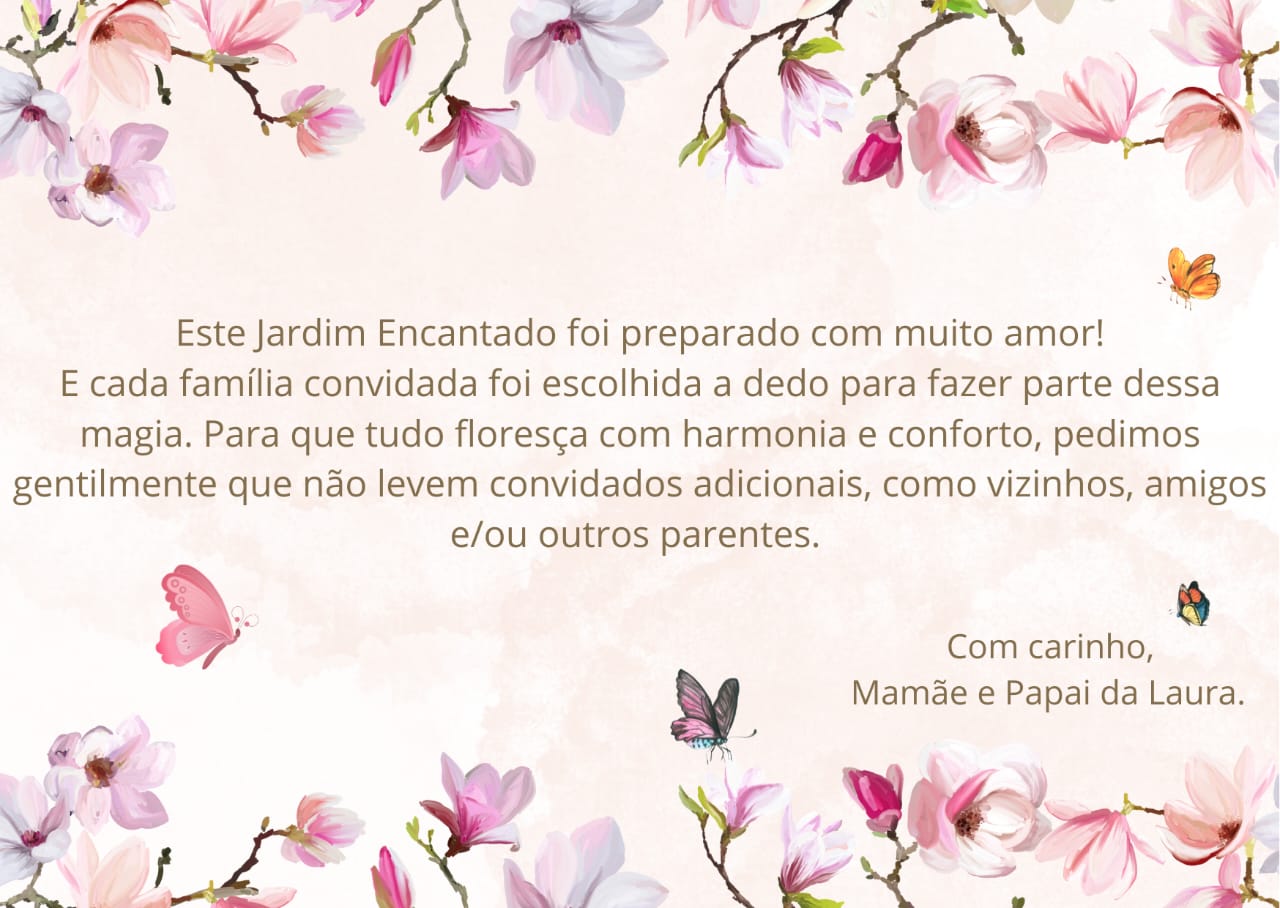 Este Jardim Encantado foi preparado com muito amor!
E cada família convidada foi escolhida a dedo para fazer parte dessa
magia. Para que tudo floresça com harmonia e conforto, pedimos
gentilmente que não levem convidados adicionais, como vizinhos, amigos
e/ou outros parentes.
Com carinho,
Mamãe e Papai da Laura.